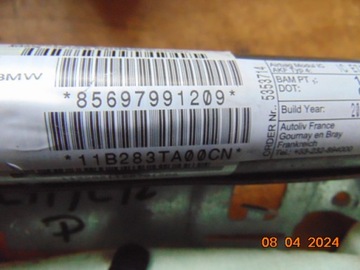 BMW
*85697991209*
*11B283TA00CN*
ORDER Nr.: 5353714
BAM PT.
DOT:
Build Year:
Autoliv France
Gournay en Bray
Frankreich
08 04 2024